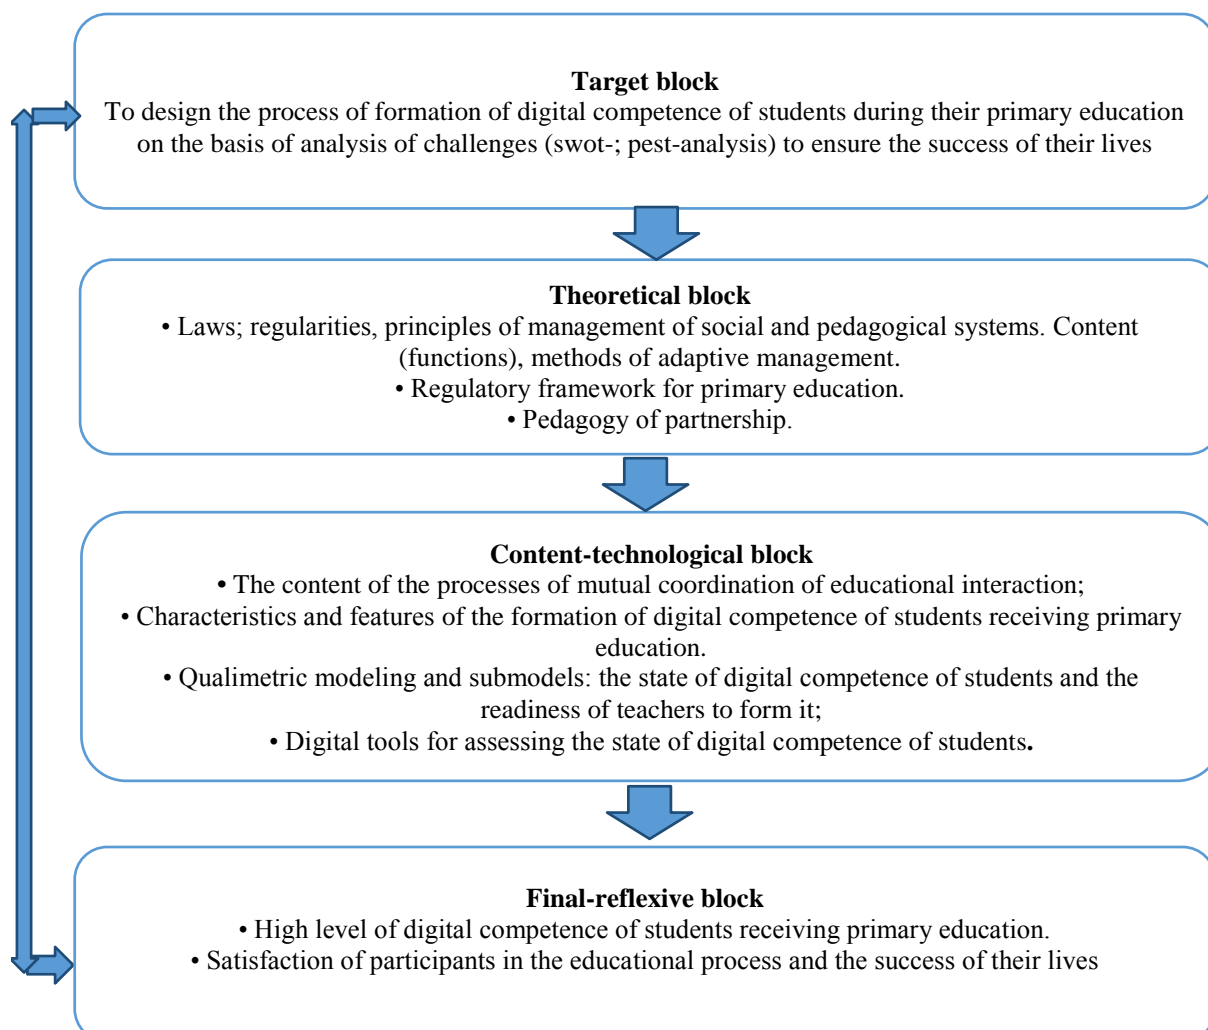 Target block
To design the process of formation of digital competence of students during their primary education
on the basis of analysis of challenges (swot-; pest-analysis) to ensure the success of their lives
Theoretical block
• Laws; regularities, principles of management of social and pedagogical systems. Content
(functions), methods of adaptive management.
• Regulatory framework for primary education.
• Pedagogy of partnership.
Content-technological block
• The content of the processes of mutual coordination of educational interaction;
• Characteristics and features of the formation of digital competence of students receiving primary
education.
• Qualimetric modeling and submodels: the state of digital competence of students and the
readiness of teachers to form it;
• Digital tools for assessing the state of digital competence of students.
Final-reflexive block
• High level of digital competence of students receiving primary education.
• Satisfaction of participants in the educational process and the success of their lives